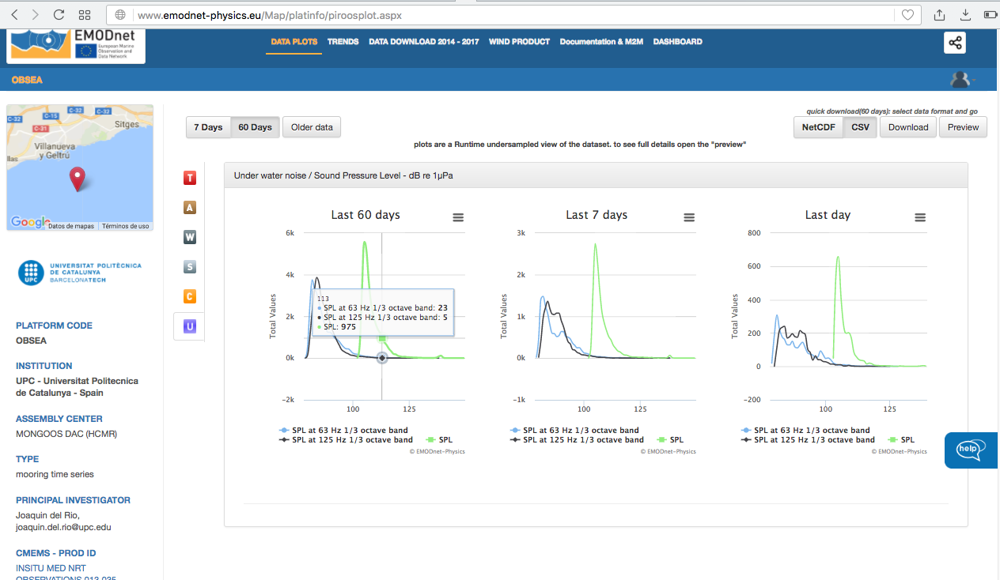 www.emodnet-physics.eu/Map/platinfo/piroosplot.aspx
EMODnet
European Marine
Observation and
Data Network
DATA PLOTS TRENDS DATA DOWNLOAD 2014 - 2017 WIND PRODUCT Documentation & M2M DASHBOARD
OBSEA
C-32 C-15 C-32 C-32
C-31
Sitges
Villanueva
y Geltrú
llas
Google
Datos de mapas Términos de uso
UPC
UNIVERSITAT POLITÈCNICA
DE CATALUNYA
BARCELONATECH
PLATFORM CODE
OBSEA
INSTITUTION
UPC - Universitat Politecnica
de Catalunya - Spain
ASSEMBLY CENTER
MONGOOS DAC (HCMR)
TYPE
mooring time series
PRINCIPAL INVESTIGATOR
Joaquin del Rio,
joaquin.del.rio@upc.edu
CMEMS - PROD ID
INSITU MED NRT
OBSERVATIONS 013 035
quick download(60 days): select data format and go
7 Days 60 Days Older data
NetCDF CSV Download Preview
plots are a Runtime undersampled view of the dataset. to see full details open the "preview"
T
A
W
S
C
U
Under water noise / Sound Pressure Level - dB re 1µPa
Last 60 days
Total Values
6k
4k
2k
0k
-2k
100 125
113
SPL at 63 Hz 1/3 octave band: 23
SPL at 125 Hz 1/3 octave band: 5
SPL: 975
SPL at 63 Hz 1/3 octave band
SPL at 125 Hz 1/3 octave band SPL
© EMODnet-Physics
Last 7 days
Total Values
3k
2k
1k
0k
-1k
100 125
SPL at 63 Hz 1/3 octave band
SPL at 125 Hz 1/3 octave band SPL
© EMODnet-Physics
Last day
Total Values
800
600
400
200
0
-200
100 125
SPL at 63 Hz 1/3 octave band
SPL at 125 Hz 1/3 octave band SPL
© EMODnet-Physics
help